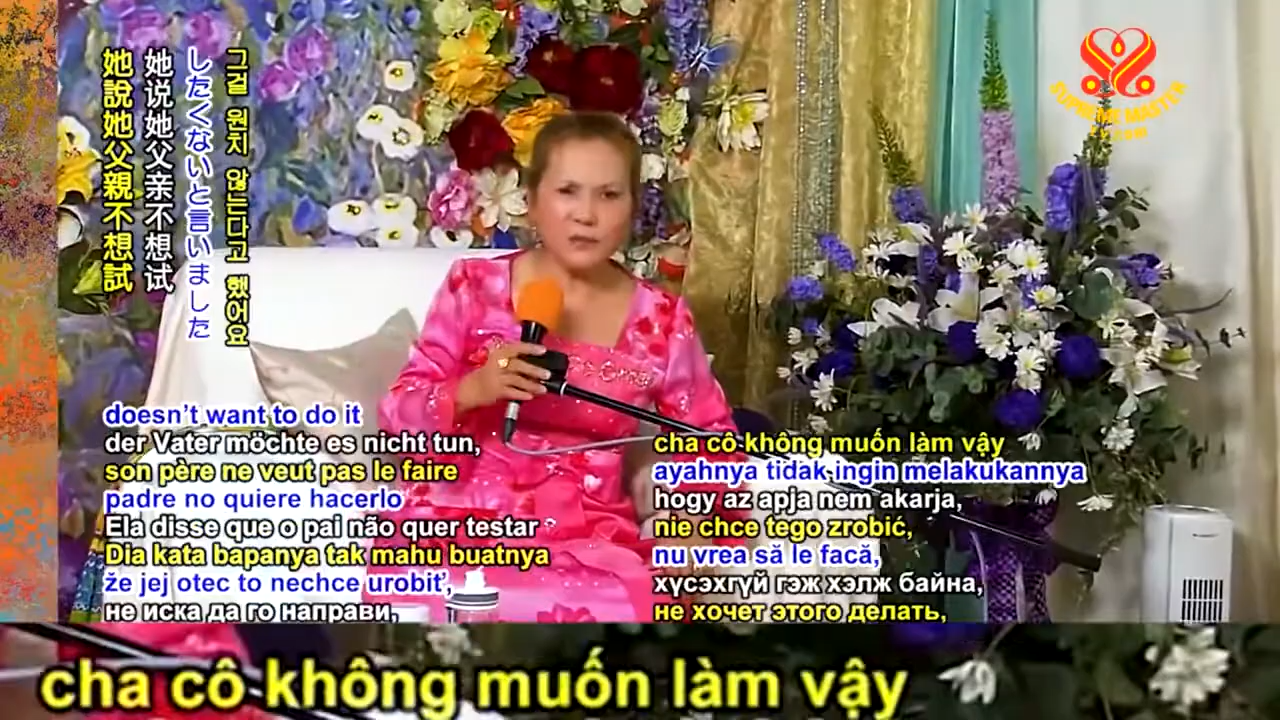 SUPREME MASTER
TV.COM
그걸 원치 않는다고 했어요
したくないと言いました
她说她父亲不想试
她說她父親不想試
doesn't want to do it
der Vater möchte es nicht tun,
son père ne veut pas le faire
padre no quiere hacerlo
Ela disse que o pai não quer testar
Dia kata bapanya tak mahu buatnya
že jej otec to nechce urobiť,
не иска да го направи,
cha cô không muốn làm vậy
ayahnya tidak ingin melakukannya
hogy az apja nem akarja,
nie chce tego zrobić,
nu vrea să le facă,
хүсэхгүй гэж хэлж байна,
не хочет этого делать,
cha cô không muốn làm vậy